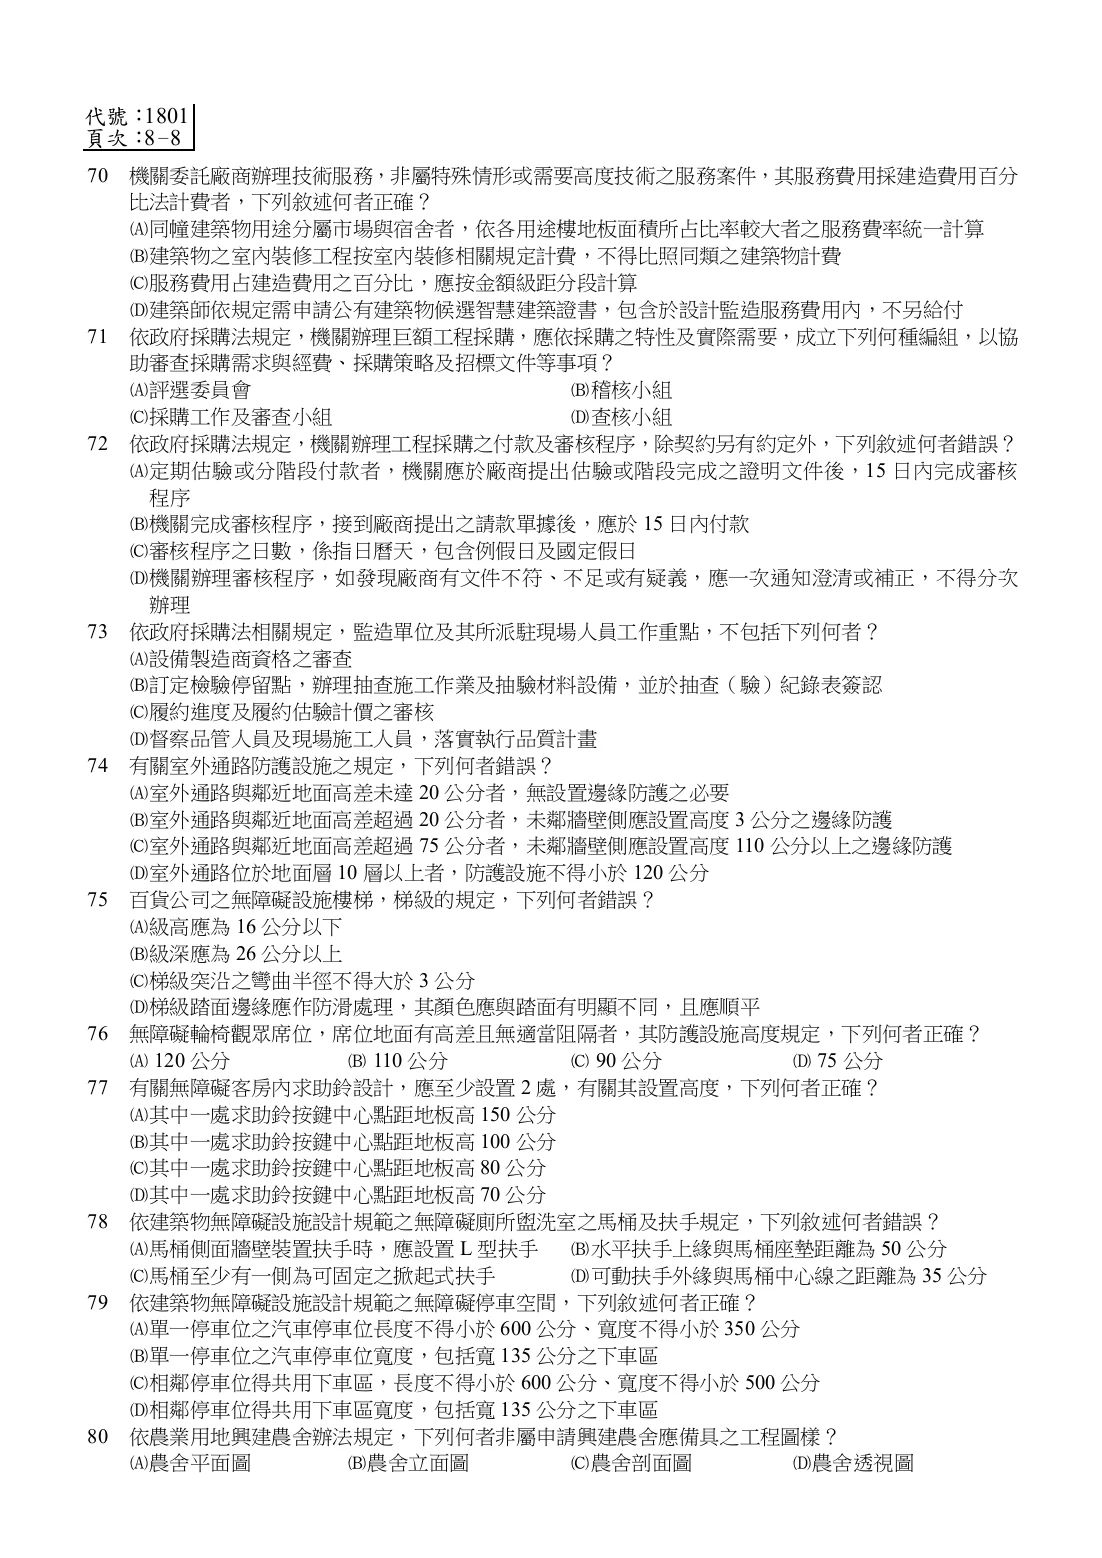 代號：1801
頁次：8－8
70 機關委託廠商辦理技術服務，非屬特殊情形或需要高度技術之服務案件，其服務費用採建造費用百分
比法計費者，下列敘述何者正確？
(A)同幢建築物用途分屬市場與宿舍者，依各用途樓地板面積所占比率較大者之服務費率統一計算
(B)建築物之室內裝修工程按室內裝修相關規定計費，不得比照同類之建築物計費
(C)服務費用占建造費用之百分比，應按金額級距分段計算
(D)建築師依規定需申請公有建築物候選智慧建築證書，包含於設計監造服務費用內，不另給付
71 依政府採購法規定，機關辦理巨額工程採購，應依採購之特性及實際需要，成立下列何種編組，以協
助審查採購需求與經費、採購策略及招標文件等事項？
(A)評選委員會 (B)稽核小組
(C)採購工作及審查小組 (D)查核小組
72 依政府採購法規定，機關辦理工程採購之付款及審核程序，除契約另有約定外，下列敘述何者錯誤？
(A)定期估驗或分階段付款者，機關應於廠商提出估驗或階段完成之證明文件後，15 日內完成審核
程序
(B)機關完成審核程序，接到廠商提出之請款單據後，應於 15 日內付款
(C)審核程序之日數，係指日曆天，包含例假日及國定假日
(D)機關辦理審核程序，如發現廠商有文件不符、不足或有疑義，應一次通知澄清或補正，不得分次
辦理
73 依政府採購法相關規定，監造單位及其所派駐現場人員工作重點，不包括下列何者？
(A)設備製造商資格之審查
(B)訂定檢驗停留點，辦理抽查施工作業及抽驗材料設備，並於抽查（驗）紀錄表簽認
(C)履約進度及履約估驗計價之審核
(D)督察品管人員及現場施工人員，落實執行品質計畫
74 有關室外通路防護設施之規定，下列何者錯誤？
(A)室外通路與鄰近地面高差未達 20 公分者，無設置邊緣防護之必要
(B)室外通路與鄰近地面高差超過 20 公分者，未鄰牆壁側應設置高度 3 公分之邊緣防護
(C)室外通路與鄰近地面高差超過 75 公分者，未鄰牆壁側應設置高度 110 公分以上之邊緣防護
(D)室外通路位於地面層 10 層以上者，防護設施不得小於 120 公分
75 百貨公司之無障礙設施樓梯，梯級的規定，下列何者錯誤？
(A)級高應為 16 公分以下
(B)級深應為 26 公分以上
(C)梯級突沿之彎曲半徑不得大於 3 公分
(D)梯級踏面邊緣應作防滑處理，其顏色應與踏面有明顯不同，且應順平
76 無障礙輪椅觀眾席位，席位地面有高差且無適當阻隔者，其防護設施高度規定，下列何者正確？
(A) 120 公分 (B) 110 公分 (C) 90 公分 (D) 75 公分
77 有關無障礙客房內求助鈴設計，應至少設置 2 處，有關其設置高度，下列何者正確？
(A)其中一處求助鈴按鍵中心點距地板高 150 公分
(B)其中一處求助鈴按鍵中心點距地板高 100 公分
(C)其中一處求助鈴按鍵中心點距地板高 80 公分
(D)其中一處求助鈴按鍵中心點距地板高 70 公分
78 依建築物無障礙設施設計規範之無障礙廁所盥洗室之馬桶及扶手規定，下列敘述何者錯誤？
(A)馬桶側面牆壁裝置扶手時，應設置 L 型扶手 (B)水平扶手上緣與馬桶座墊距離為 50 公分
(C)馬桶至少有一側為可固定之掀起式扶手 (D)可動扶手外緣與馬桶中心線之距離為 35 公分
79 依建築物無障礙設施設計規範之無障礙停車空間，下列敘述何者正確？
(A)單一停車位之汽車停車位長度不得小於 600 公分、寬度不得小於 350 公分
(B)單一停車位之汽車停車位寬度，包括寬 135 公分之下車區
(C)相鄰停車位得共用下車區，長度不得小於 600 公分、寬度不得小於 500 公分
(D)相鄰停車位得共用下車區寬度，包括寬 135 公分之下車區
80 依農業用地興建農舍辦法規定，下列何者非屬申請興建農舍應備具之工程圖樣？
(A)農舍平面圖 (B)農舍立面圖 (C)農舍剖面圖 (D)農舍透視圖